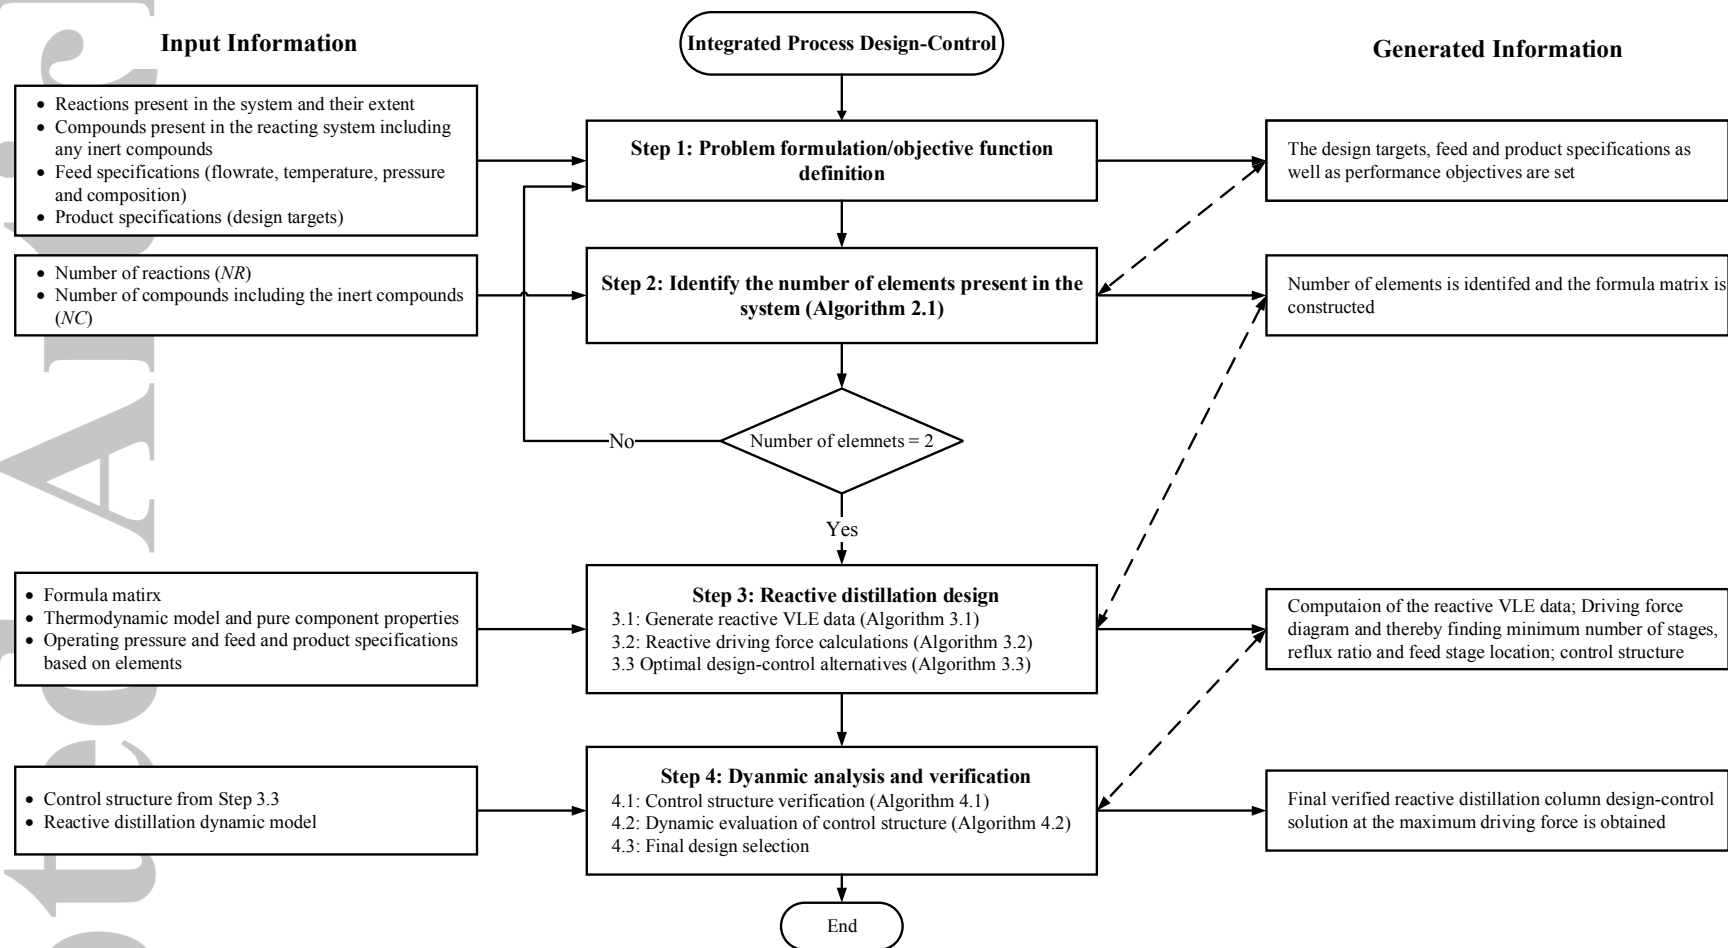 Input Information
Integrated Process Design-Control
Generated Information
• Reactions present in the system and their extent
• Compounds present in the reacting system including
any inert compounds
• Feed specifications (flowrate, temperature, pressure
and composition)
• Product specifications (design targets)
Step 1: Problem formulation/objective function
definition
The design targets, feed and product specifications as
well as performance objectives are set
• Number of reactions (NR)
• Number of compounds including the inert compounds
(NC)
Step 2: Identify the number of elements present in the
system (Algorithm 2.1)
Number of elements is identifed and the formula matrix is
constructed
Number of elemnets = 2
No
Yes
• Formula matirx
• Thermodynamic model and pure component properties
• Operating pressure and feed and product specifications
based on elements
Step 3: Reactive distillation design
3.1: Generate reactive VLE data (Algorithm 3.1)
3.2: Reactive driving force calculations (Algorithm 3.2)
3.3 Optimal design-control alternatives (Algorithm 3.3)
Computaion of the reactive VLE data; Driving force
diagram and thereby finding minimum number of stages,
reflux ratio and feed stage location; control structure
• Control structure from Step 3.3
• Reactive distillation dynamic model
Step 4: Dyanmic analysis and verification
4.1: Control structure verification (Algorithm 4.1)
4.2: Dynamic evaluation of control structure (Algorithm 4.2)
4.3: Final design selection
Final verified reactive distillation column design-control
solution at the maximum driving force is obtained
End